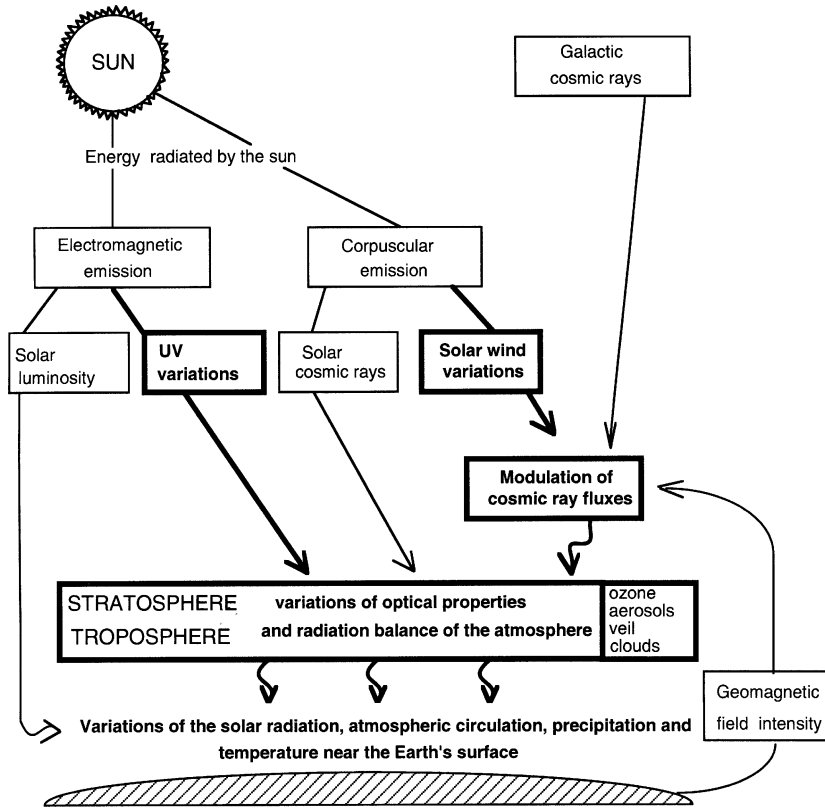 SUN
Galactic
cosmic rays
Energy radiated by the sun
Electromagnetic
emission
Corpuscular
emission
Solar
luminosity
UV
variations
Solar
cosmic rays
Solar wind
variations
Modulation of
cosmic ray fluxes
STRATOSPHERE
TROPOSPHERE
variations of optical properties
and radiation balance of the atmosphere
ozone
aerosols
veil
clouds
Geomagnetic
field intensity
Variations of the solar radiation, atmospheric circulation, precipitation and
temperature near the Earth's surface